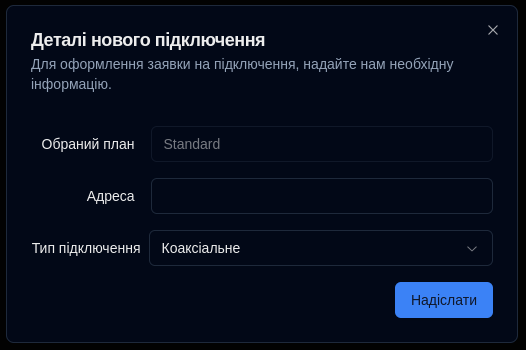 Деталі нового підключення
Для оформлення заявки на підключення, надайте нам необхідну
інформацію.
Обраний план
Standard
Адреса
Тип підключення
Коаксіальне
Надіслати